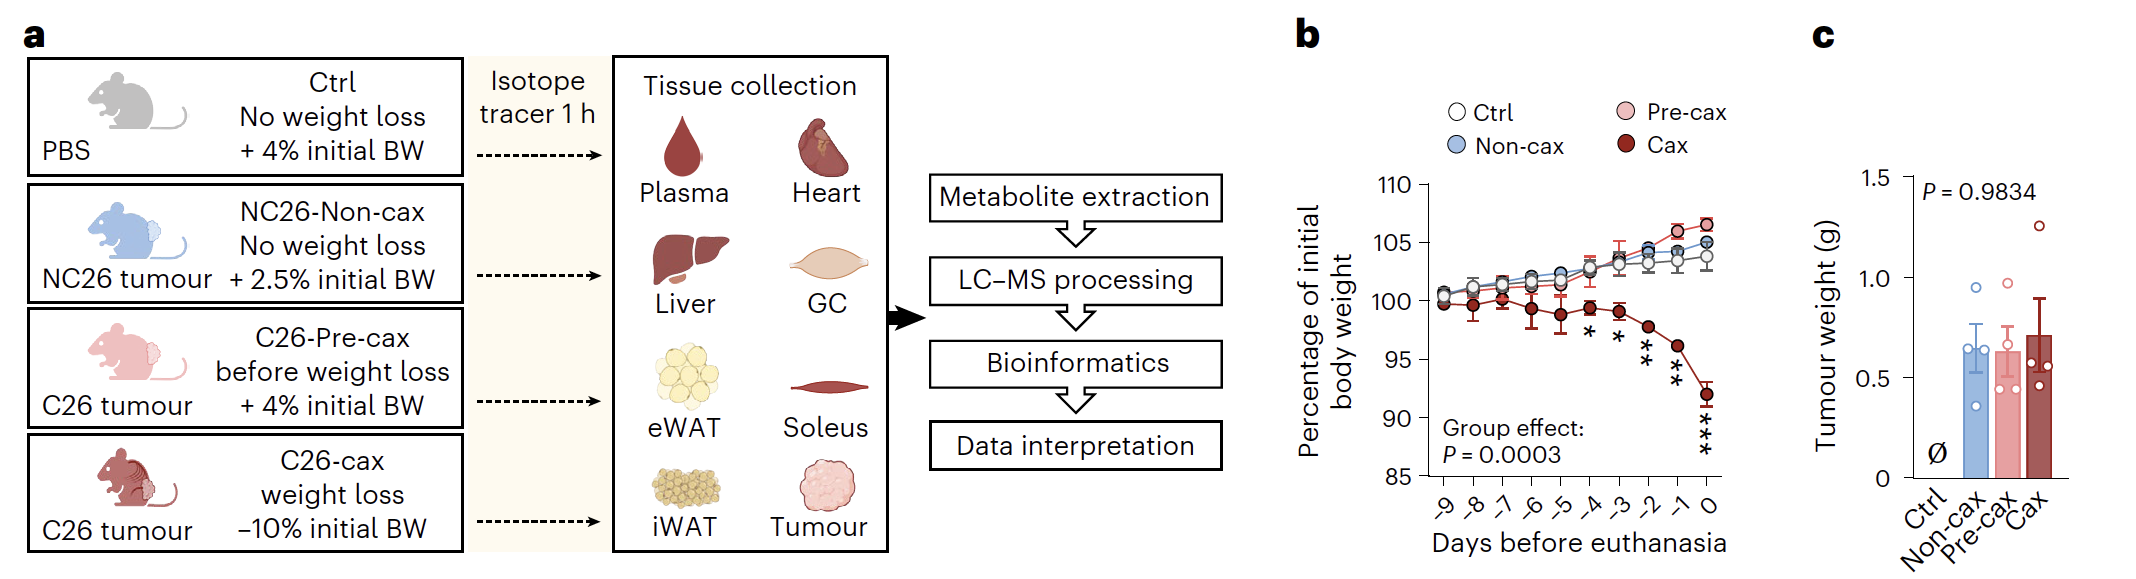 a
Ctrl
No weight loss
+ 4% initial BW
PBS
NC26-Non-cax
No weight loss
+ 2.5% initial BW
NC26 tumour
C26-Pre-cax
before weight loss
+ 4% initial BW
C26 tumour
C26-cax
weight loss
–10% initial BW
C26 tumour
Isotope
tracer 1 h
Tissue collection
Plasma
Heart
Liver
GC
eWAT
Soleus
iWAT
Tumour
Metabolite extraction
LC–MS processing
Bioinformatics
Data interpretation
b
Ctrl
Pre-cax
Non-cax
Cax
Percentage of initial
body weight
110
105
100
95
90
85
*
*
**
**
***
Group effect:
P = 0.0003
–9
–8
–7
–6
–5
–4
–3
–2
–1
0
Days before euthanasia
c
P = 0.9834
Tumour weight (g)
1.5
1.0
0.5
0
Ø
Ctrl
Non-cax
Pre-cax
Cax